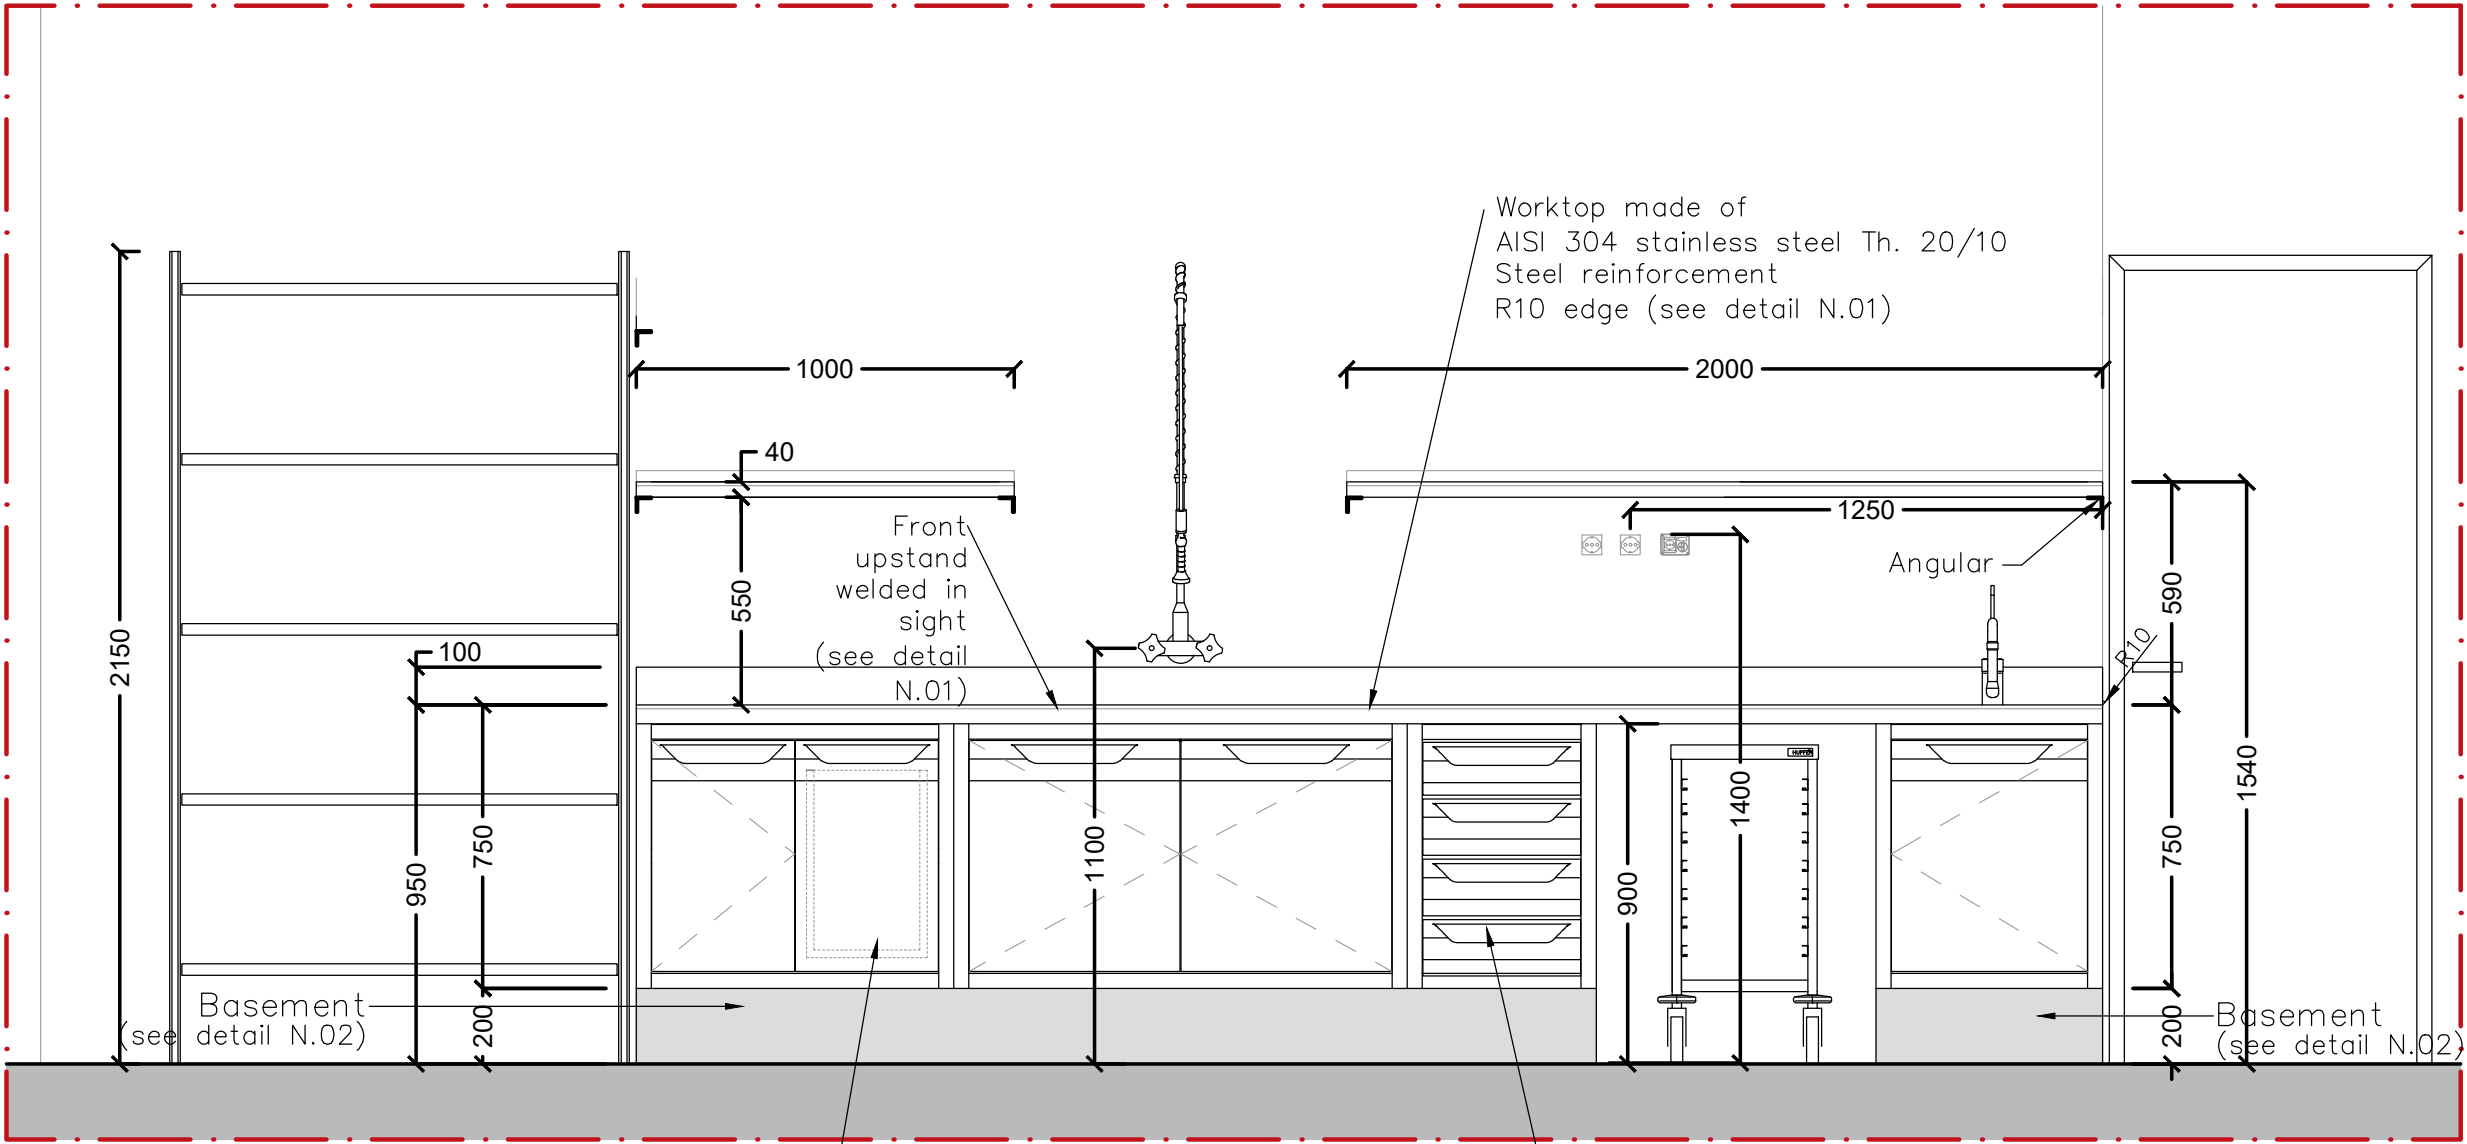 Worktop made of
AISI 304 stainless steel Th. 20/10
Steel reinforcement
R10 edge (see detail N.01)
1000
2000
40
1250
Front
upstand
welded in
sight
(see detail
N.01)
Angular
550
590
2150
100
R10
1540
750
950
1100
1400
900
750
HUPFER
Basement
(see detail N.02)
200
200
Basement
(see detail N.02)